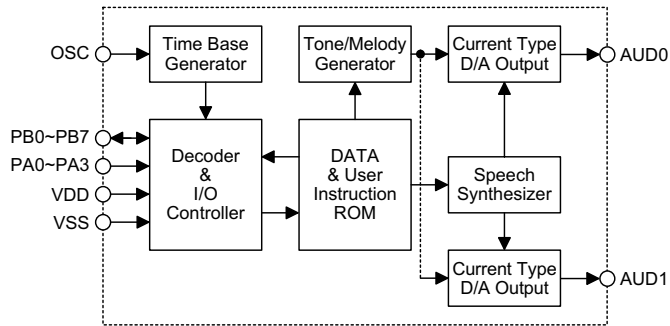 OSC
Time Base
Generator
Tone/Melody
Generator
Current Type
D/A Output
AUD0
PB0~PB7
PA0~PA3
VDD
VSS
Decoder
&
I/O
Controller
DATA
& User
Instruction
ROM
Speech
Synthesizer
Current Type
D/A Output
AUD1